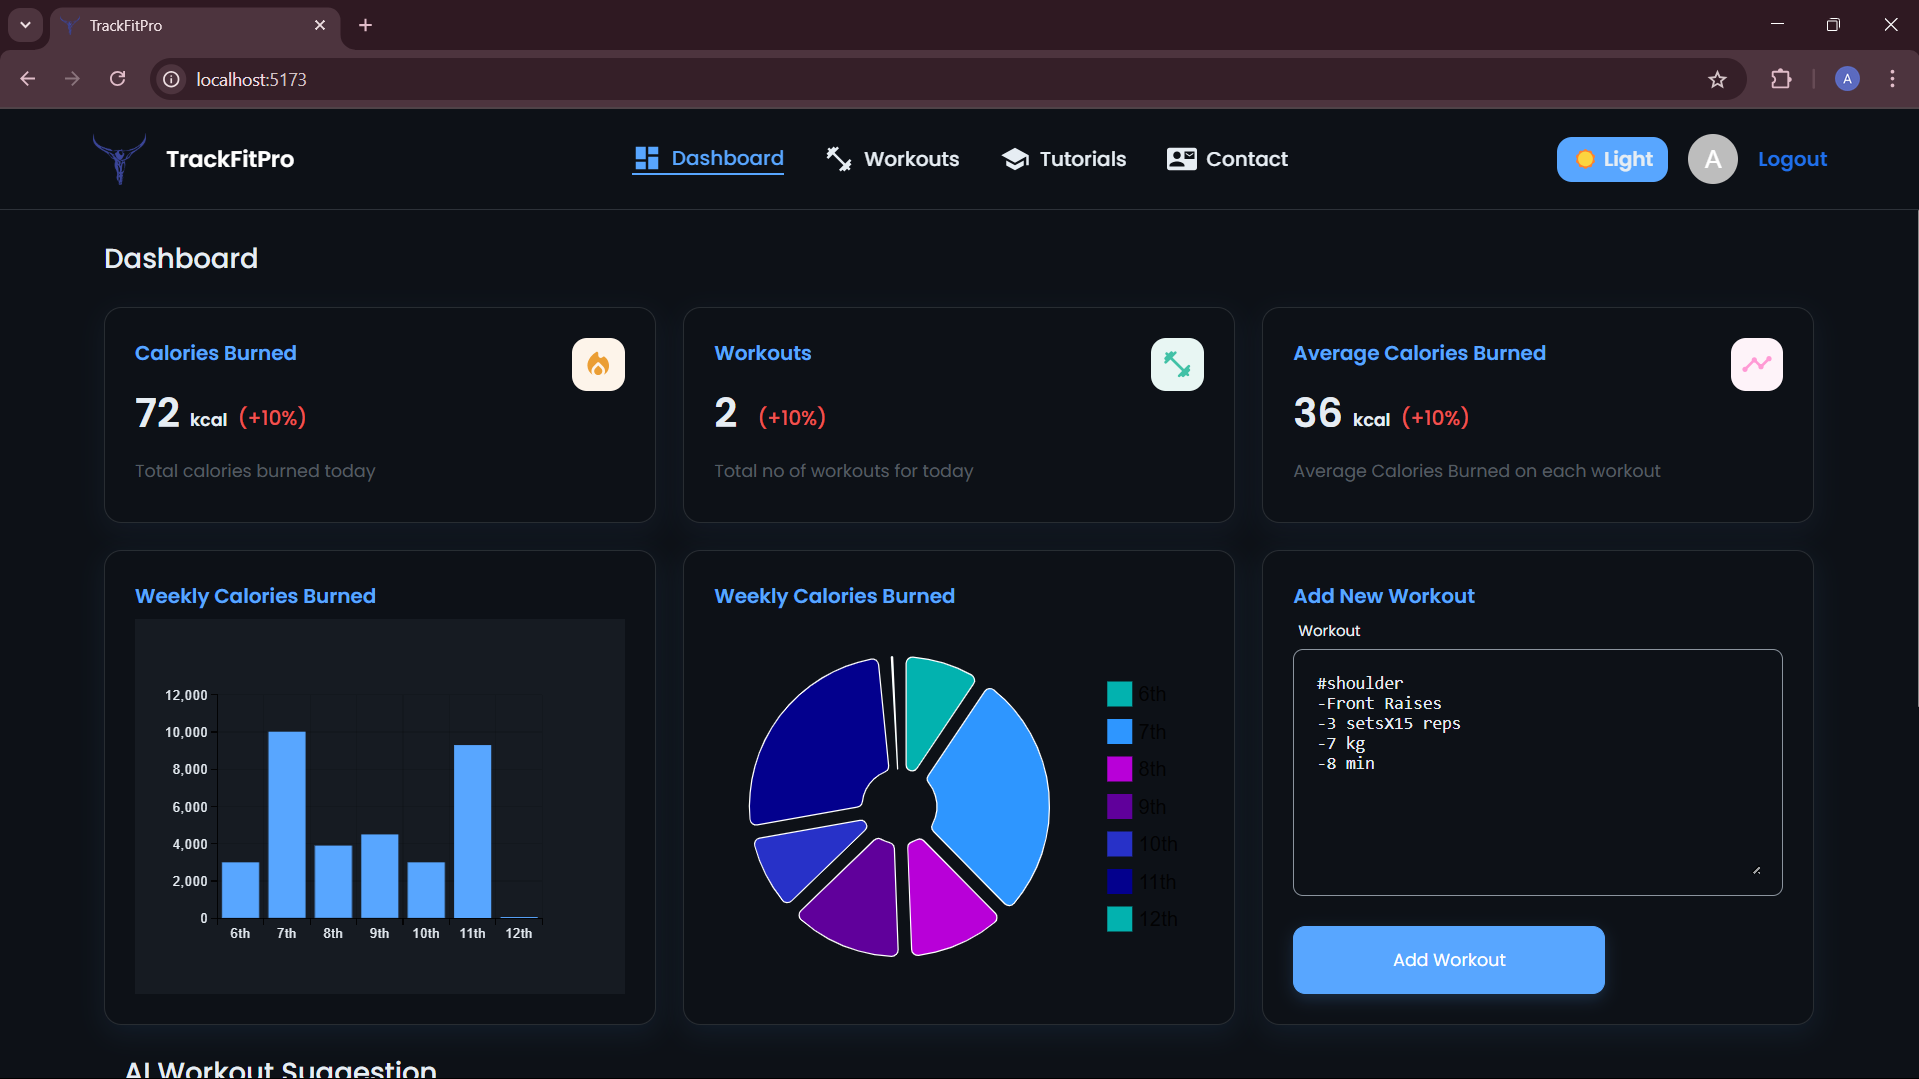 TrackFitPro
localhost:5173
A
TrackFitPro
Dashboard
Workouts
Tutorials
Contact
Light
A
Logout
Dashboard
Calories Burned
72 kcal (+10%)
Total calories burned today
Workouts
2 (+10%)
Total no of workouts for today
Average Calories Burned
36 kcal (+10%)
Average Calories Burned on each workout
Weekly Calories Burned
12,000
10,000
8,000
6,000
4,000
2,000
0
6th 7th 8th 9th 10th 11th 12th
Weekly Calories Burned
6th
7th
8th
9th
10th
11th
12th
Add New Workout
Workout
#shoulder
-Front Raises
-3 setsX15 reps
-7 kg
-8 min
Add Workout
AI Workout Suggestion